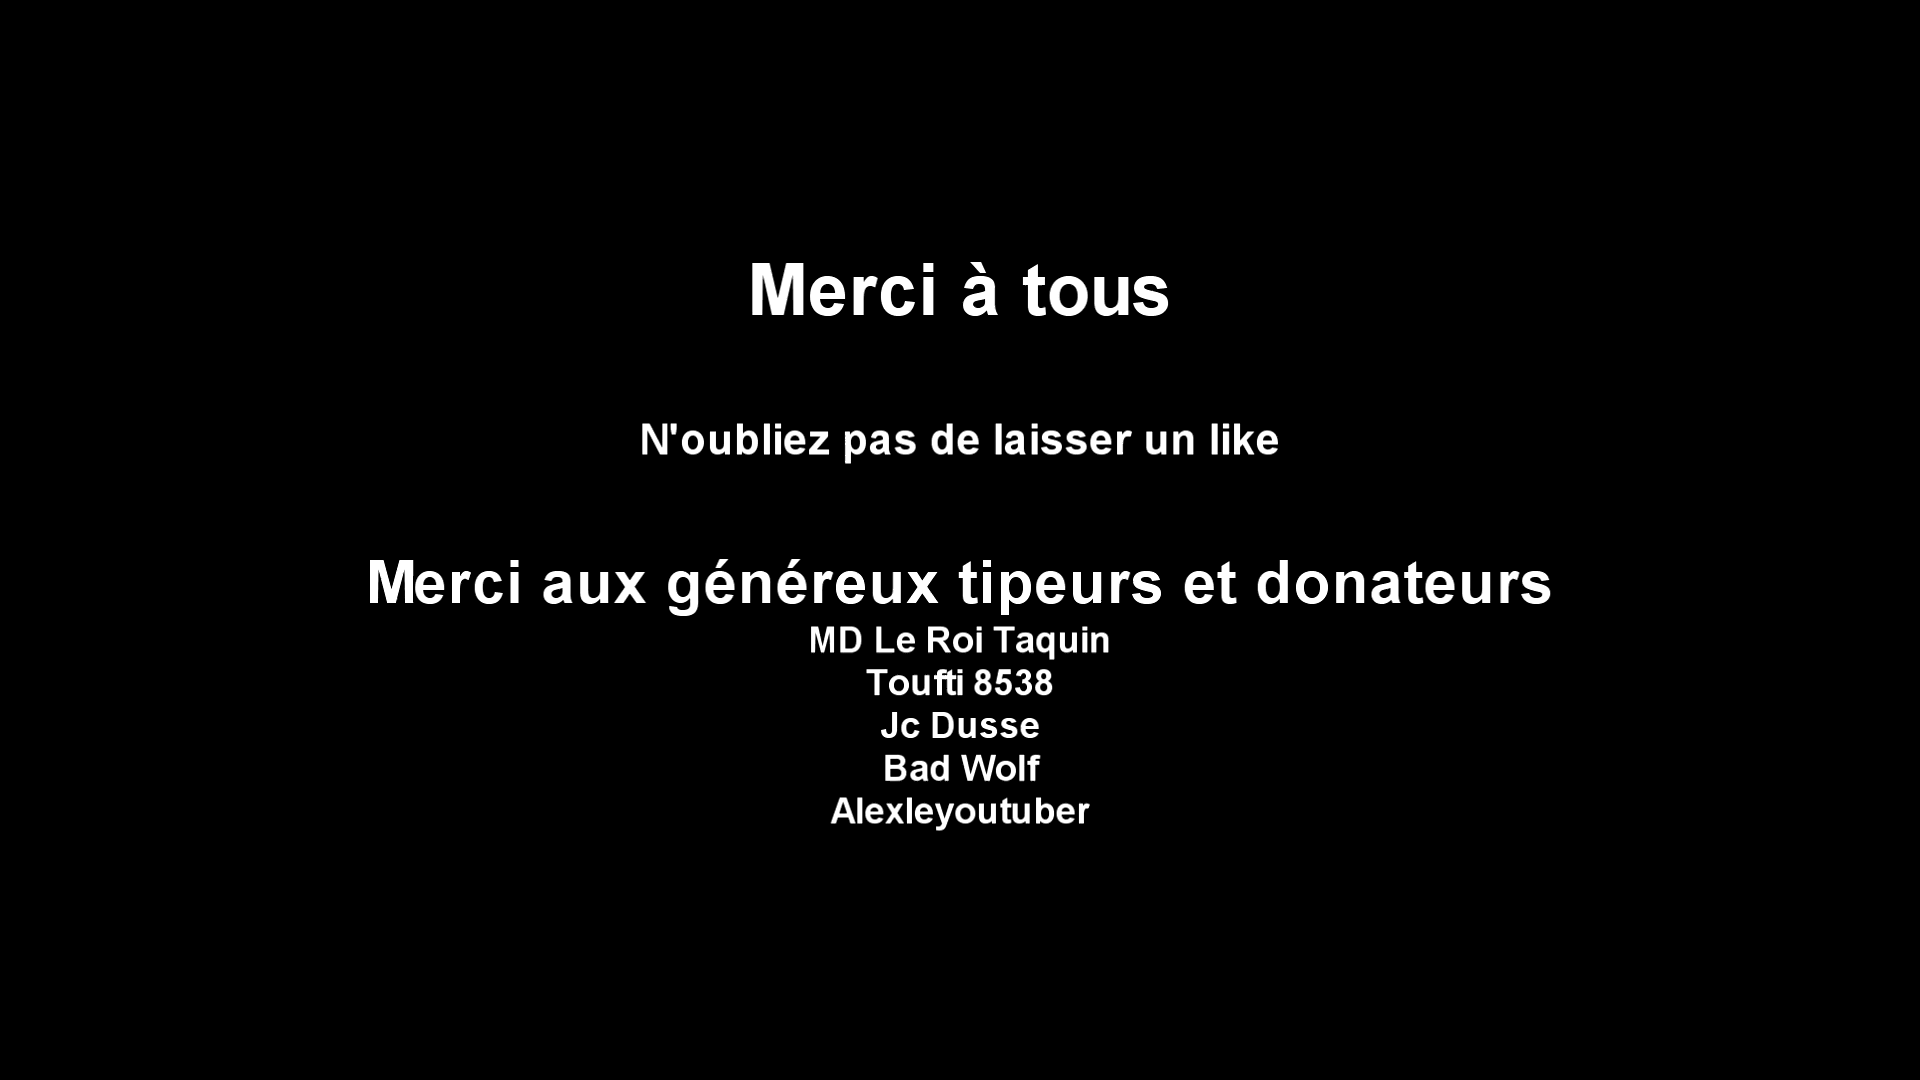 Merci à tous
N'oubliez pas de laisser un like
Merci aux généreux tipeurs et donateurs
MD Le Roi Taquin
Toufti 8538
Jc Dusse
Bad Wolf
Alexleyoutuber